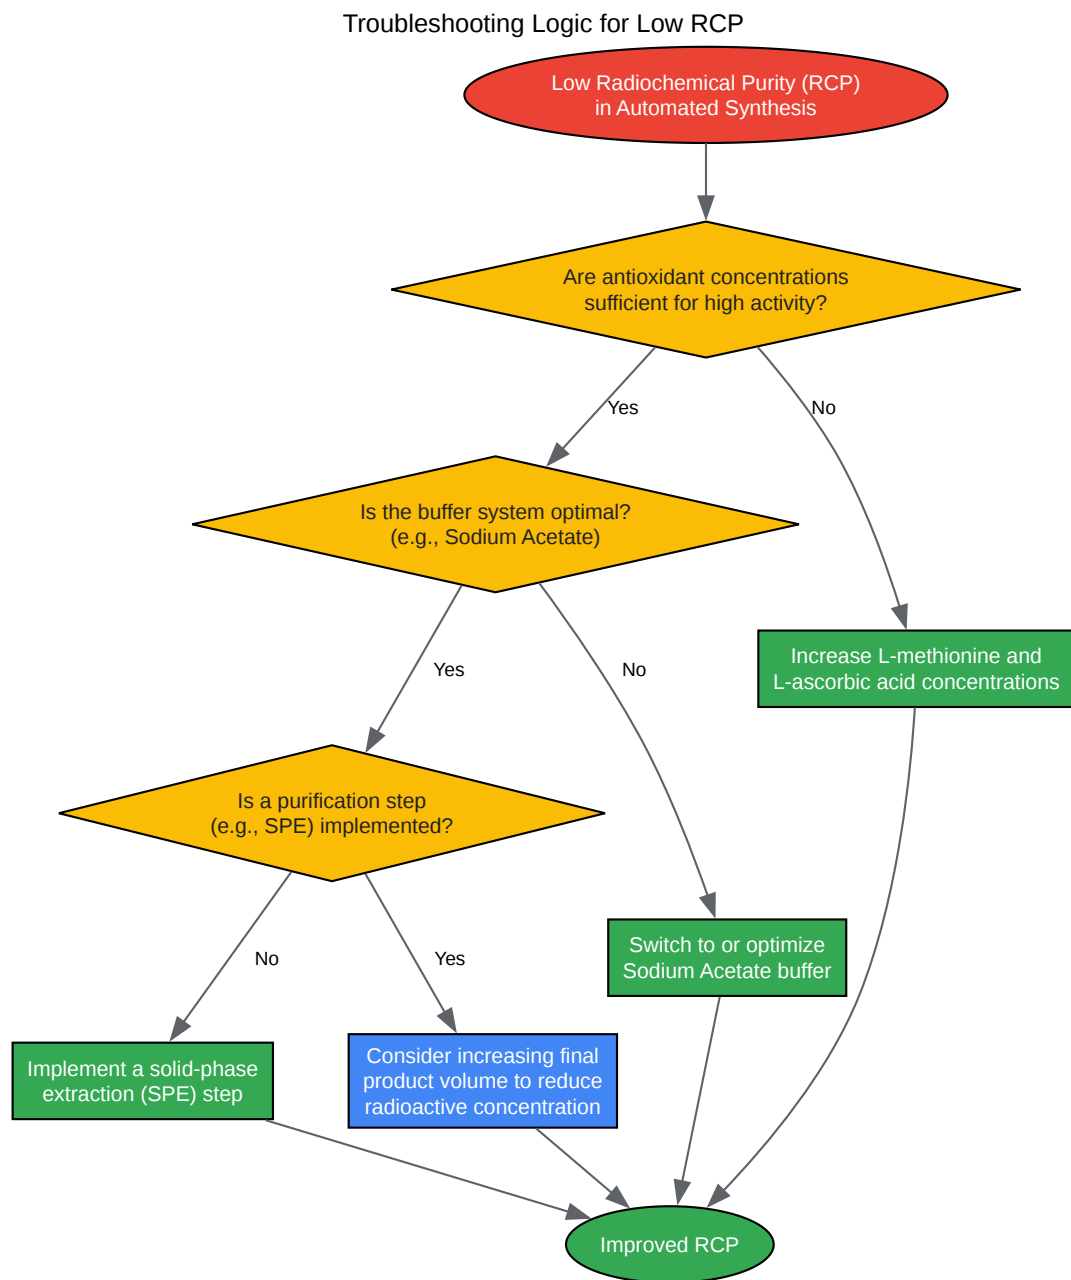 Troubleshooting Logic for Low RCP
Low Radiochemical Purity (RCP)
in Automated Synthesis
Are antioxidant concentrations
sufficient for high activity?
Yes
No
Is the buffer system optimal?
(e.g., Sodium Acetate)
Yes
No
Increase L-methionine and
L-ascorbic acid concentrations
Is a purification step
(e.g., SPE) implemented?
No
Yes
Switch to or optimize
Sodium Acetate buffer
Implement a solid-phase
extraction (SPE) step
Consider increasing final
product volume to reduce
radioactive concentration
Improved RCP